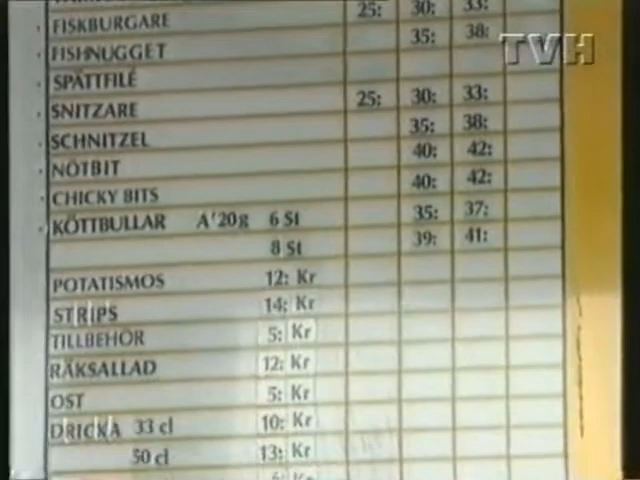 FISKBURGARE 25: 30: 33:
FISHNUGGET 35: 38:
SPÄTTFILÉ
SNITZARE 25: 30: 33:
SCHNITZEL 35: 38:
NÖTBIT 40: 42:
CHICKY BITS 40: 42:
KÖTTBULLAR A'20g 6 St 35: 37:
8 St 39: 41:
POTATISMOS 12: Kr
STRIPS 14: Kr
TILLBEHÖR 5: Kr
RÄKSALLAD 12: Kr
OST 5: Kr
DRICKA 33 cl 10: Kr
50 cl 13: Kr
TVH